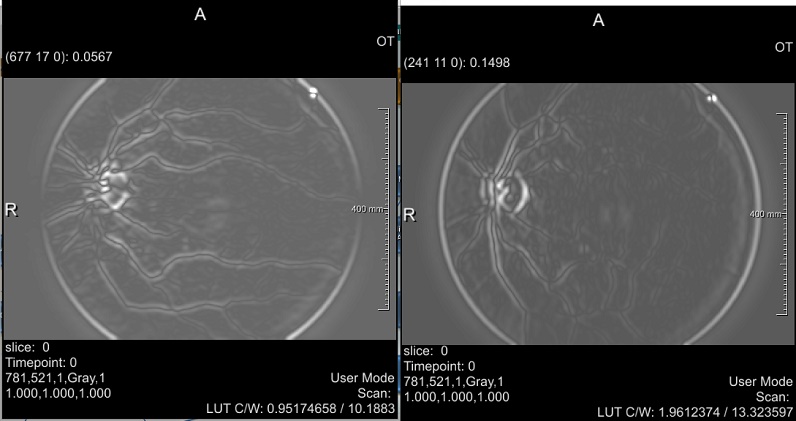 A
OT
(677 17 0): 0.0567
R
400 mm
slice: 0
Timepoint: 0
781,521,1,Gray,1
User Mode
1.000,1.000,1.000
Scan:
LUT C/W: 0.95174658 / 10.1883
A
OT
(241 11 0): 0.1498
R
400 mm
slice: 0
Timepoint: 0
781,521,1,Gray,1
User Mode
1.000,1.000,1.000
Scan:
LUT C/W: 1.9612374 / 13.323597